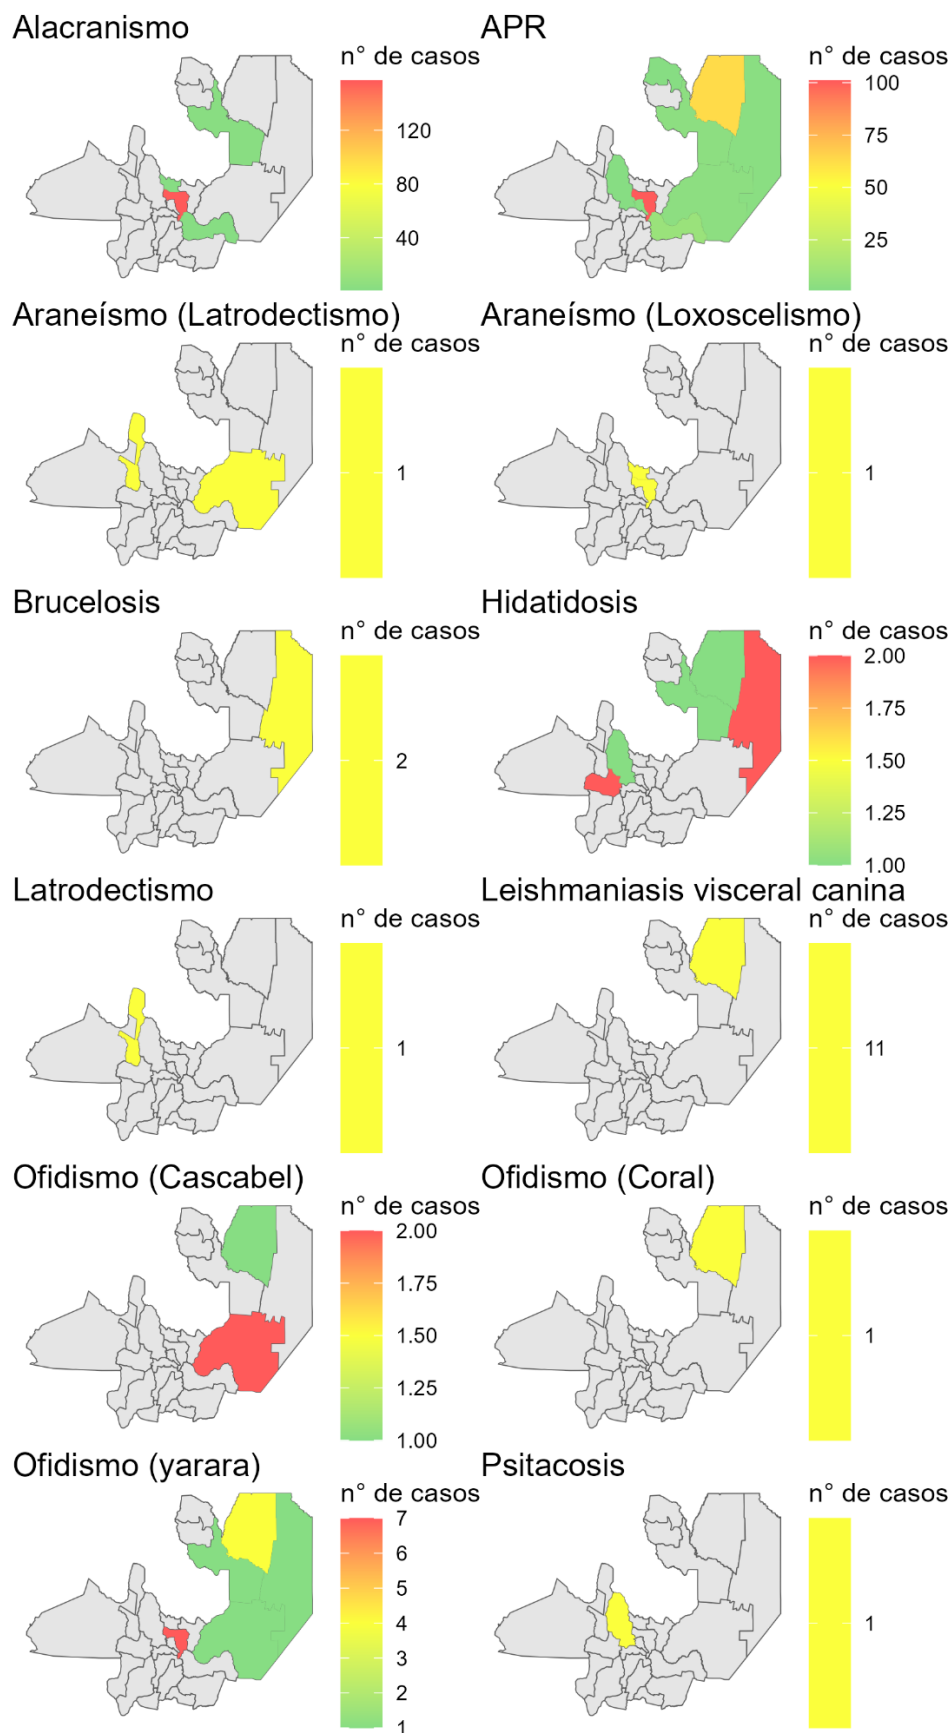 Alacranismo
n° de casos
120
80
40
APR
n° de casos
100
75
50
25
Araneísmo (Latrodectismo)
n° de casos
1
Araneísmo (Loxoscelismo)
n° de casos
1
Brucelosis
n° de casos
2
Hidatidosis
n° de casos
2.00
1.75
1.50
1.25
1.00
Latrodectismo
n° de casos
1
Leishmaniasis visceral canina
n° de casos
11
Ofidismo (Cascabel)
n° de casos
2.00
1.75
1.50
1.25
1.00
Ofidismo (Coral)
n° de casos
1
Ofidismo (yarara)
n° de casos
7
6
5
4
3
2
1
Psitacosis
n° de casos
1